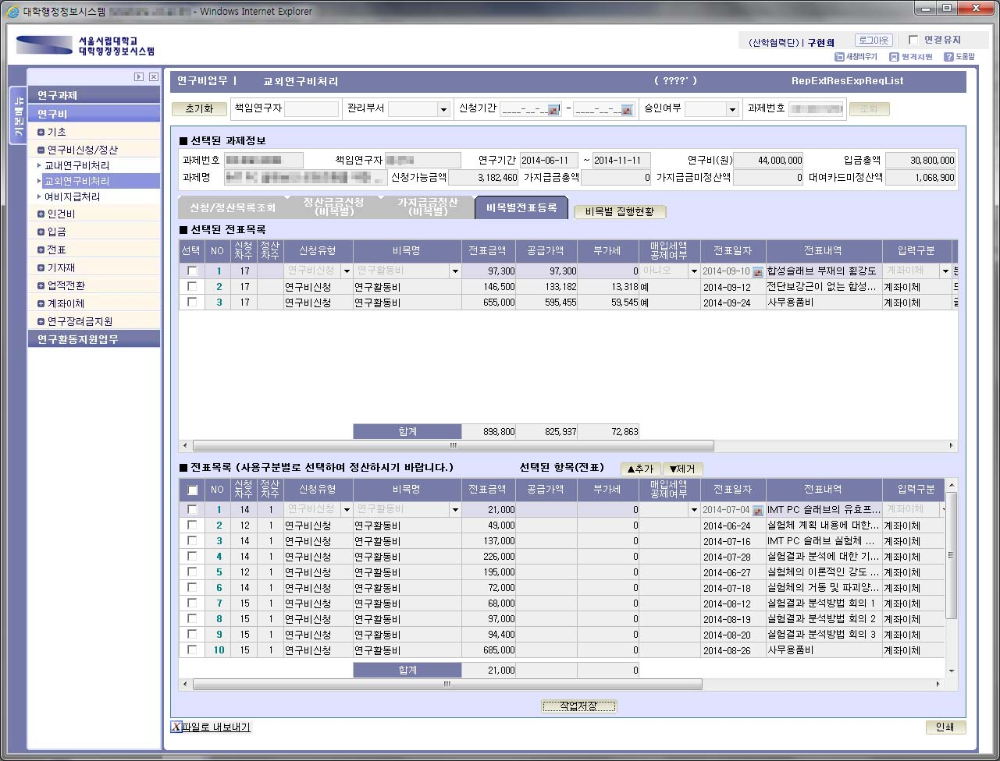 대학행정정보시스템 - Windows Internet Explorer
서울시립대학교
대학행정정보시스템
(산학협력단) | 구현희 로그아웃 연결유지
새창띄우기 원격지원 도움말
기본메뉴
연구과제
연구비
기초
연구비신청/정산
교내연구비처리
교외연구비처리
여비지급처리
인건비
입금
전표
기자재
업적전환
계좌이체
연구장려금지원
연구활동지원업무
연구비업무 | 교외연구비처리 ( ????' ) RepExtResExpReqList
초기화 책임연구자 관리부서 신청기간 ____-__-__ - ____-__-__ 승인여부 과제번호 조회
■ 선택된 과제정보
과제번호 책임연구자 연구기간 2014-06-11 ~ 2014-11-11 연구비(원) 44,000,000 입금총액 30,800,000
과제명 신청가능금액 3,182,460 가지급금총액 0 가지급금미정산액 0 대여카드미정산액 1,068,900
신청/정산목록조회 정산급금신청 (비목별) 가지급금정산 (비목별) 비목별전표등록 비목별 집행현황
■ 선택된 전표목록
선택 NO 신청차수 정산차수 신청유형 비목명 전표금액 공급가액 부가세 매입세액 공제여부 전표일자 전표내역 입력구분
1 17 연구비신청 연구활동비 97,300 97,300 0 아니오 2014-09-10 합성슬래브 부재의 휨강도 계좌이체
2 17 연구비신청 연구활동비 146,500 133,182 13,318 예 2014-09-12 전단보강근이 없는 합성... 계좌이체
3 17 연구비신청 연구활동비 655,000 595,455 59,545 예 2014-09-24 사무용품비 계좌이체
합계 898,800 825,937 72,863
■ 전표목록 (사용구분별로 선택하여 정산하시기 바랍니다.) 선택된 항목(전표) ▲추가 ▼제거
NO 신청차수 정산차수 신청유형 비목명 전표금액 공급가액 부가세 매입세액 공제여부 전표일자 전표내역 입력구분
1 14 1 연구비신청 연구활동비 21,000 0 2014-07-04 IMT PC 슬래브의 유효프... 계좌이체
2 12 1 연구비신청 연구활동비 49,000 0 2014-06-24 실험체 계획 내용에 대한... 계좌이체
3 14 1 연구비신청 연구활동비 137,000 0 2014-07-16 IMT PC 슬래브 실험체 ... 계좌이체
4 14 1 연구비신청 연구활동비 226,000 0 2014-07-28 실험결과 분석에 대한 기... 계좌이체
5 12 1 연구비신청 연구활동비 195,000 0 2014-06-27 실험체의 이론적인 강도 ... 계좌이체
6 14 1 연구비신청 연구활동비 72,000 0 2014-07-18 실험체의 거동 및 파괴양... 계좌이체
7 15 1 연구비신청 연구활동비 68,000 0 2014-08-12 실험결과 분석방법 회의 1 계좌이체
8 15 1 연구비신청 연구활동비 97,000 0 2014-08-19 실험결과 분석방법 회의 2 계좌이체
9 15 1 연구비신청 연구활동비 94,400 0 2014-08-20 실험결과 분석방법 회의 3 계좌이체
10 15 1 연구비신청 연구활동비 685,000 0 2014-08-26 사무용품비 계좌이체
합계 21,000 0
작업저장
파일로 내보내기 인쇄